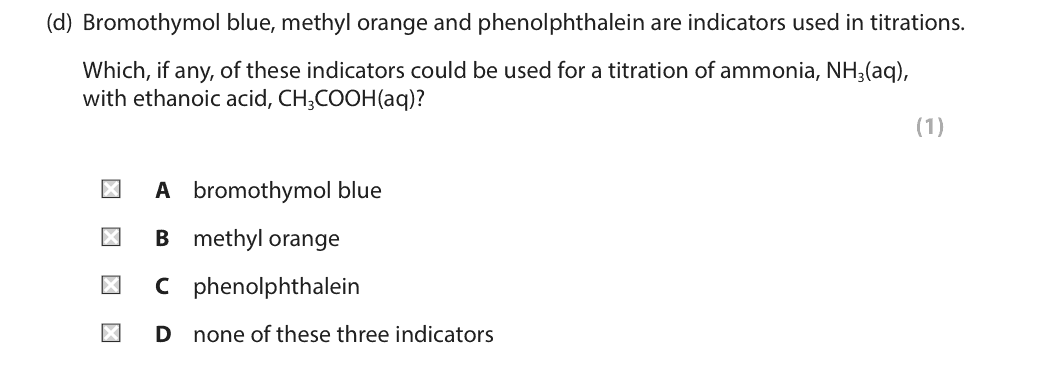 (d) Bromothymol blue, methyl orange and phenolphthalein are indicators used in titrations.
Which, if any, of these indicators could be used for a titration of ammonia, NH₃(aq),
with ethanoic acid, CH₃COOH(aq)?
(1)
A bromothymol blue
B methyl orange
C phenolphthalein
D none of these three indicators